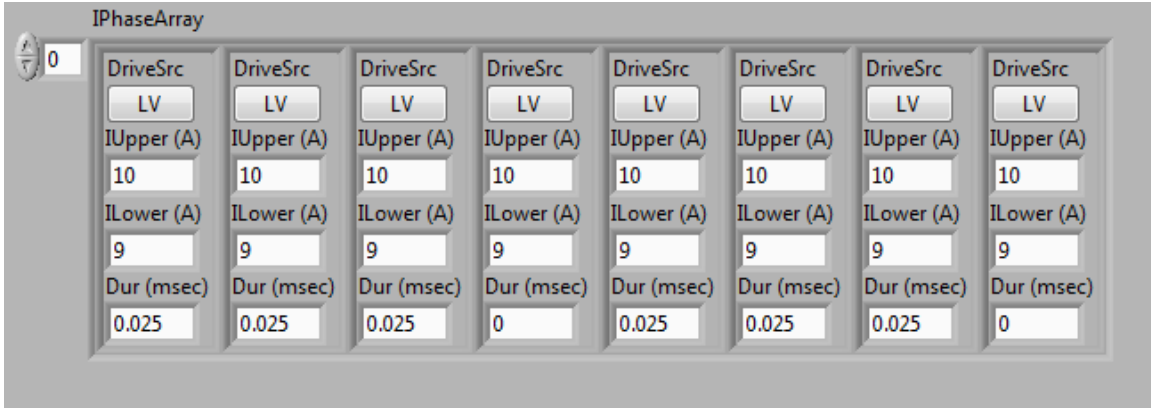 IPhaseArray
0
DriveSrc DriveSrc DriveSrc DriveSrc DriveSrc DriveSrc DriveSrc DriveSrc
LV LV LV LV LV LV LV LV
IUpper (A) IUpper (A) IUpper (A) IUpper (A) IUpper (A) IUpper (A) IUpper (A) IUpper (A)
10 10 10 10 10 10 10 10
ILower (A) ILower (A) ILower (A) ILower (A) ILower (A) ILower (A) ILower (A) ILower (A)
9 9 9 9 9 9 9 9
Dur (msec) Dur (msec) Dur (msec) Dur (msec) Dur (msec) Dur (msec) Dur (msec) Dur (msec)
0.025 0.025 0.025 0 0.025 0.025 0.025 0